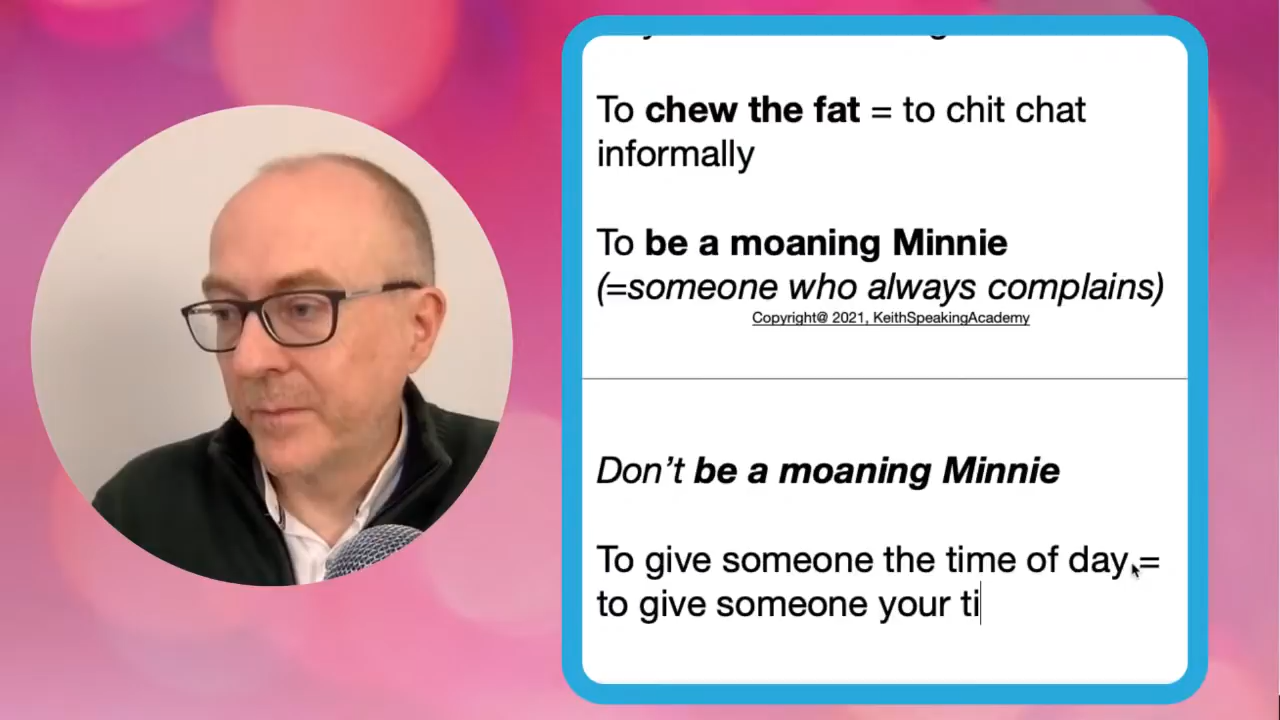 To chew the fat = to chit chat
informally
To be a moaning Minnie
(=someone who always complains)
Copyright@ 2021, KeithSpeakingAcademy
Don't be a moaning Minnie
To give someone the time of day =
to give someone your ti